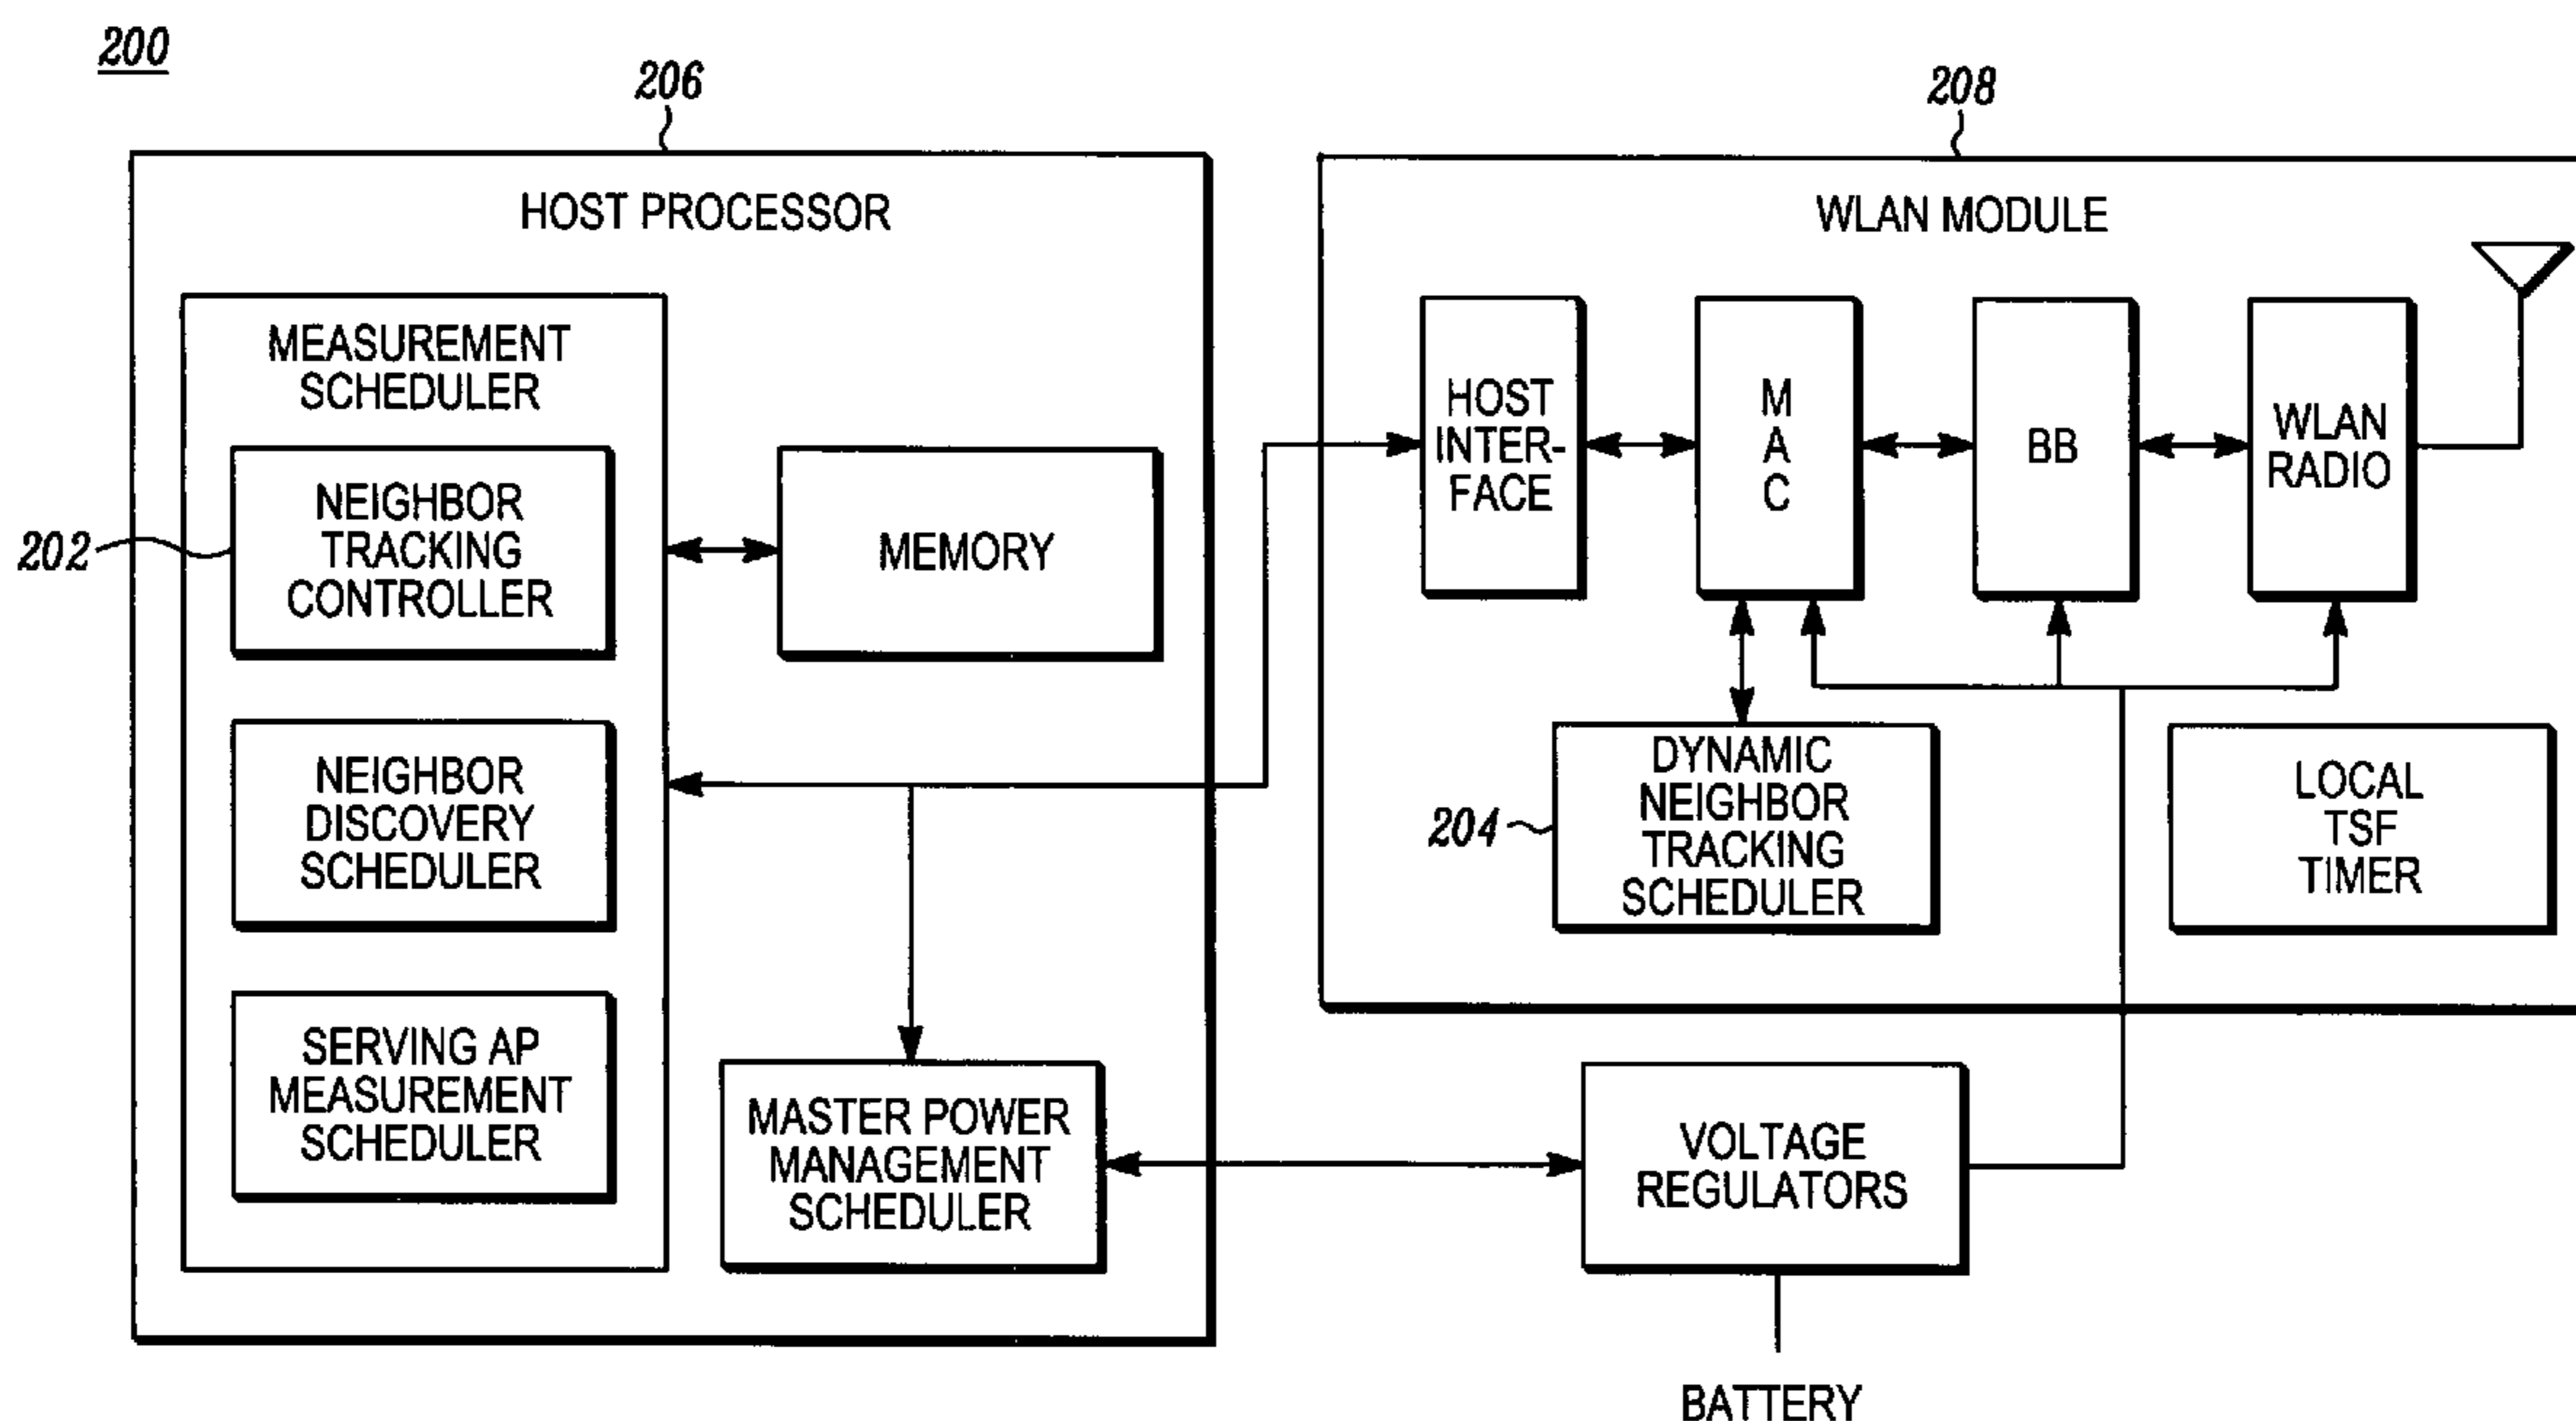 200
206
208
HOST PROCESSOR
MEASUREMENT
SCHEDULER
202
NEIGHBOR
TRACKING
CONTROLLER
MEMORY
NEIGHBOR
DISCOVERY
SCHEDULER
SERVING AP
MEASUREMENT
SCHEDULER
MASTER POWER
MANAGEMENT
SCHEDULER
WLAN MODULE
HOST
INTER-
FACE
M
A
C
BB
WLAN
RADIO
204
DYNAMIC
NEIGHBOR
TRACKING
SCHEDULER
LOCAL
TSF
TIMER
VOLTAGE
REGULATORS
BATTERY